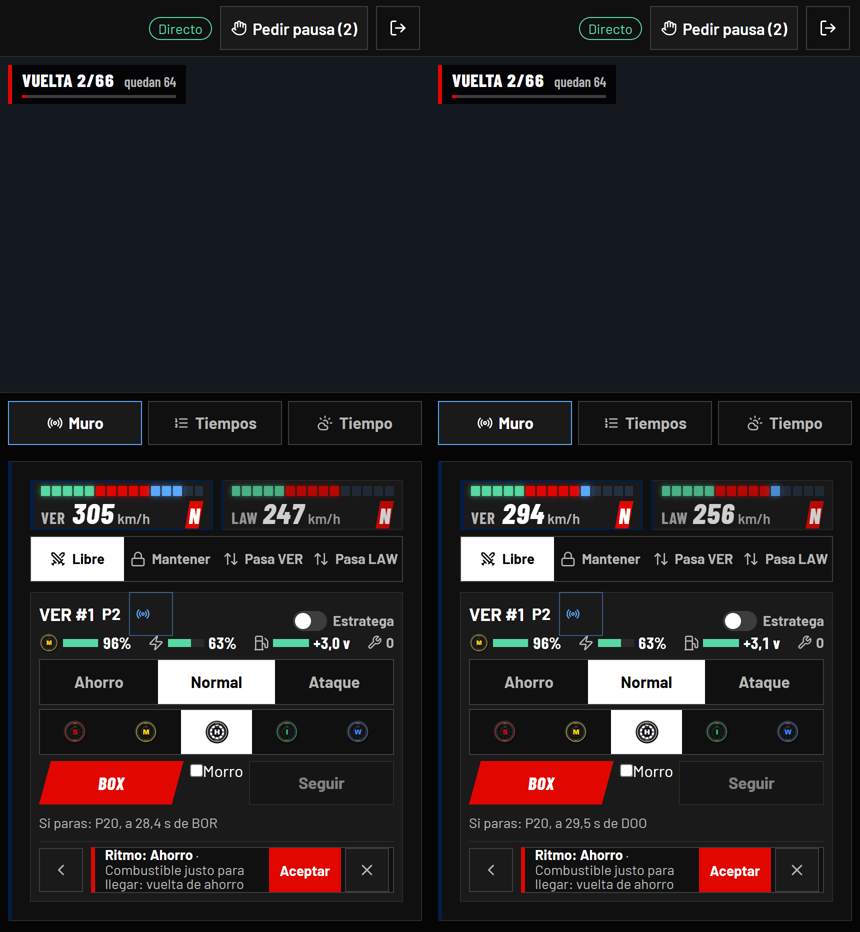 Directo Pedir pausa (2)
VUELTA 2/66 quedan 64
Muro Tiempos Tiempo
VER 305 km/h N LAW 247 km/h N
Libre Mantener Pasa VER Pasa LAW
VER #1 P2 Estratega
M 96% 63% +3,0 v 0
Ahorro Normal Ataque
S M H I W
BOX Morro Seguir
Si paras: P20, a 28,4 s de BOR
Ritmo: Ahorro ·
Combustible justo para
llegar: vuelta de ahorro
Aceptar
Directo Pedir pausa (2)
VUELTA 2/66 quedan 64
Muro Tiempos Tiempo
VER 294 km/h N LAW 256 km/h N
Libre Mantener Pasa VER Pasa LAW
VER #1 P2 Estratega
M 96% 63% +3,1 v 0
Ahorro Normal Ataque
S M H I W
BOX Morro Seguir
Si paras: P20, a 29,5 s de DOO
Ritmo: Ahorro ·
Combustible justo para
llegar: vuelta de ahorro
Aceptar